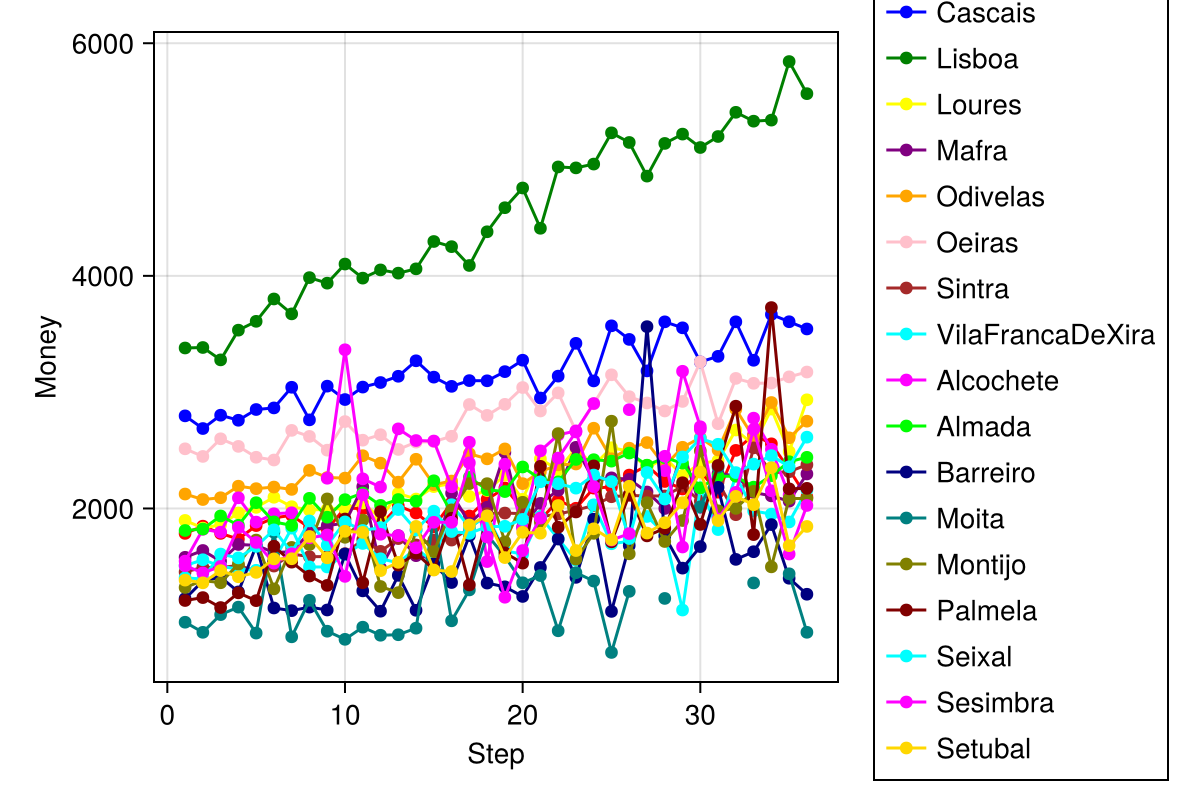 6000
4000
2000
Money
0
10
20
30
Step
Cascais
Lisboa
Loures
Mafra
Odivelas
Oeiras
Sintra
VilaFrancaDeXira
Alcochete
Almada
Barreiro
Moita
Montijo
Palmela
Seixal
Sesimbra
Setubal